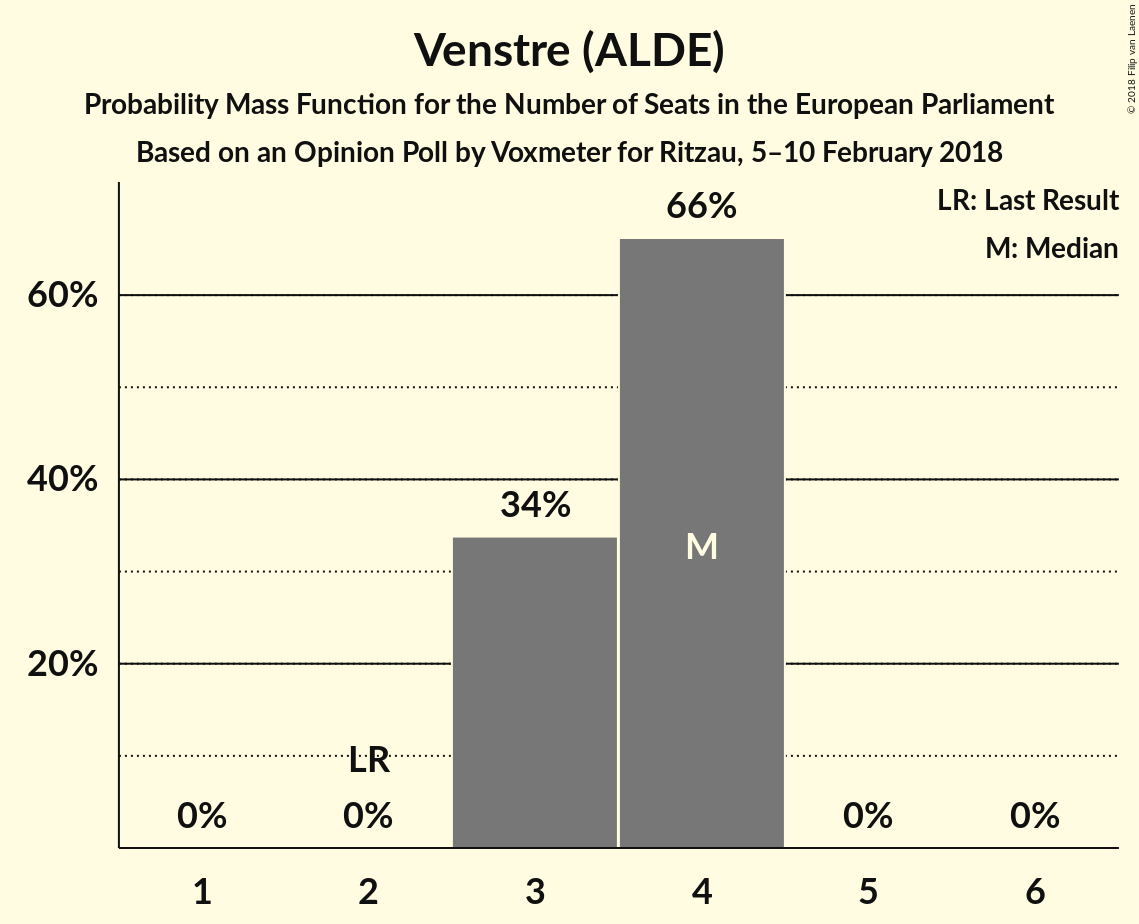 Venstre (ALDE)
Probability Mass Function for the Number of Seats in the European Parliament
Based on an Opinion Poll by Voxmeter for Ritzau, 5–10 February 2018
© 2018 Filip van Laenen
LR: Last Result
M: Median
66%
60%
40%
34%
M
20%
LR
0%
0%
0%
0%
1
2
3
4
5
6